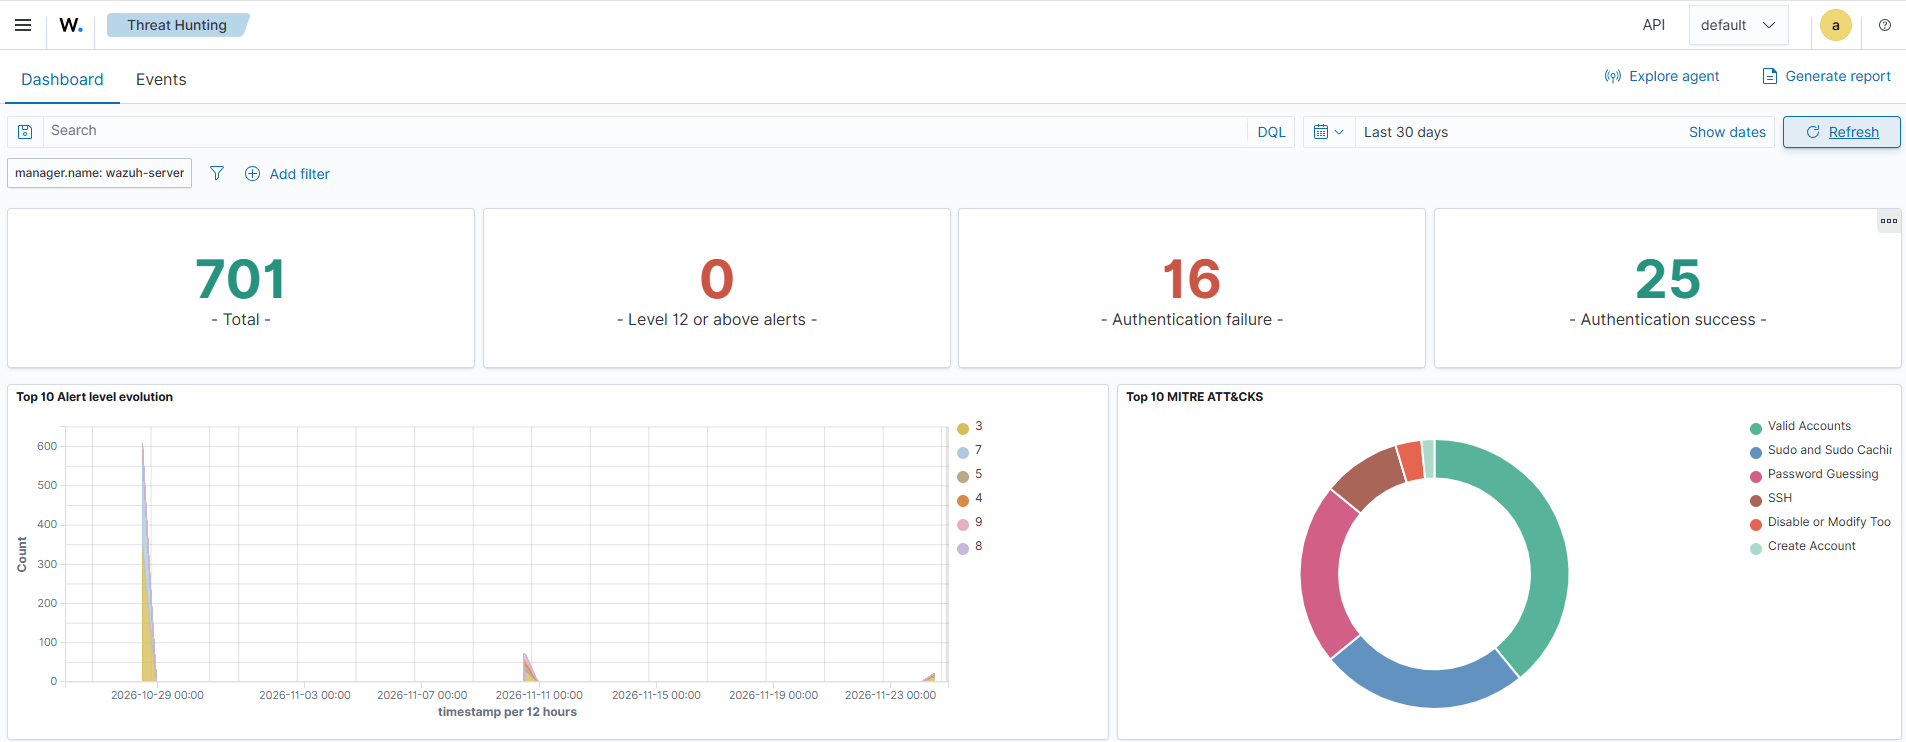 W. Threat Hunting API default a
Dashboard Events Explore agent Generate report
Search DQL Last 30 days Show dates Refresh
manager.name: wazuh-server Add filter
701
- Total -
0
- Level 12 or above alerts -
16
- Authentication failure -
25
- Authentication success -
Top 10 Alert level evolution
600
500
400
300
200
100
0
Count
2026-10-29 00:00 2026-11-03 00:00 2026-11-07 00:00 2026-11-11 00:00 2026-11-15 00:00 2026-11-19 00:00 2026-11-23 00:00
timestamp per 12 hours
3
7
5
4
9
8
Top 10 MITRE ATT&CKS
Valid Accounts
Sudo and Sudo Cachin
Password Guessing
SSH
Disable or Modify Too
Create Account